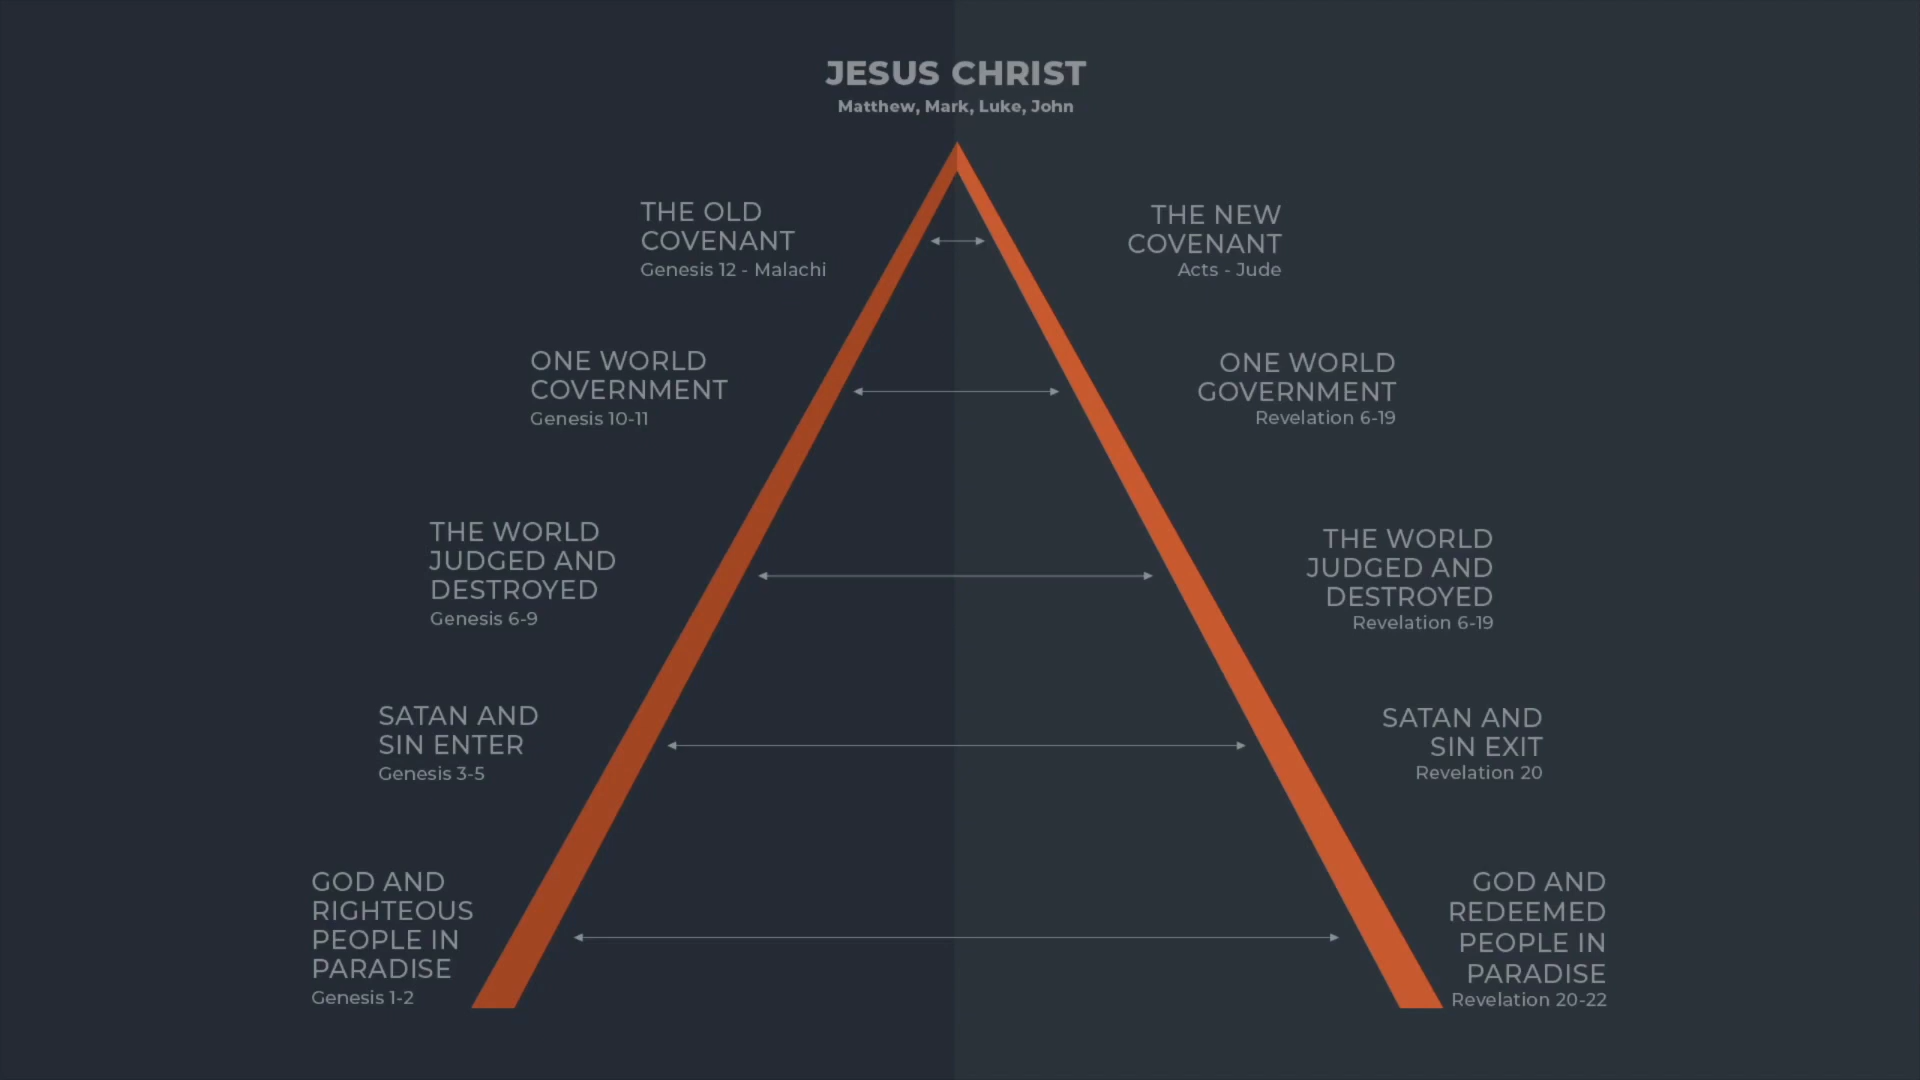 JESUS CHRIST
Matthew, Mark, Luke, John
THE OLD
COVENANT
Genesis 12 - Malachi
THE NEW
COVENANT
Acts - Jude
ONE WORLD
COVERNMENT
Genesis 10-11
ONE WORLD
GOVERNMENT
Revelation 6-19
THE WORLD
JUDGED AND
DESTROYED
Genesis 6-9
THE WORLD
JUDGED AND
DESTROYED
Revelation 6-19
SATAN AND
SIN ENTER
Genesis 3-5
SATAN AND
SIN EXIT
Revelation 20
GOD AND
RIGHTEOUS
PEOPLE IN
PARADISE
Genesis 1-2
GOD AND
REDEEMED
PEOPLE IN
PARADISE
Revelation 20-22